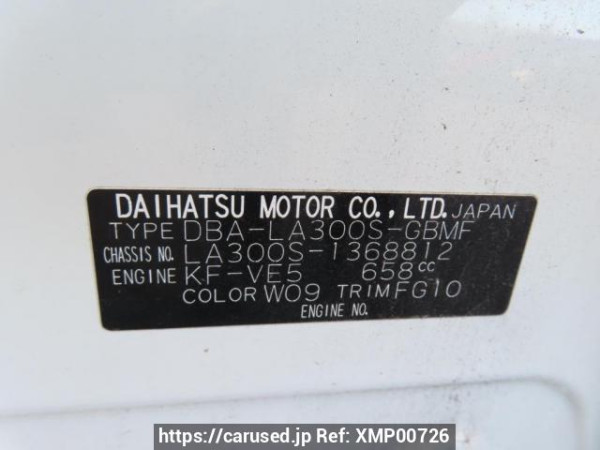 DAIHATSU MOTOR CO., LTD. JAPAN
TYPE DBA-LA300S-GBMF
CHASSIS NO. LA300S-1368812
ENGINE KF-VE5 658cc
COLOR W09 TRIM FG10
ENGINE NO.
https://carused.jp Ref: XMP00726